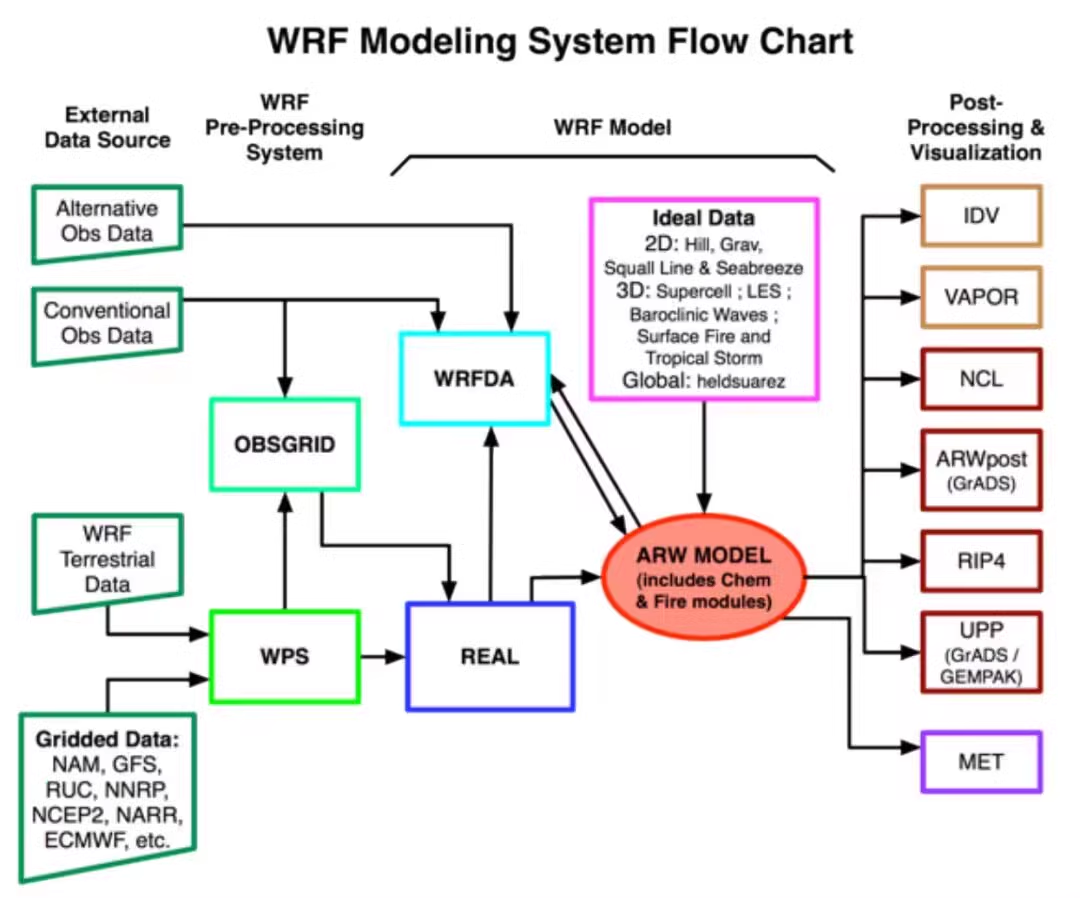 WRF Modeling System Flow Chart
External
Data Source
WRF
Pre-Processing
System
WRF Model
Post-
Processing &
Visualization
Alternative
Obs Data
Conventional
Obs Data
WRF
Terrestrial
Data
Gridded Data:
NAM, GFS,
RUC, NNRP,
NCEP2, NARR,
ECMWF, etc.
OBSGRID
WPS
WRFDA
REAL
Ideal Data
2D: Hill, Grav,
Squall Line & Seabreeze
3D: Supercell ; LES ;
Baroclinic Waves ;
Surface Fire and
Tropical Storm
Global: heldsuarez
ARW MODEL
(includes Chem
& Fire modules)
IDV
VAPOR
NCL
ARWpost
(GrADS)
RIP4
UPP
(GrADS /
GEMPAK)
MET